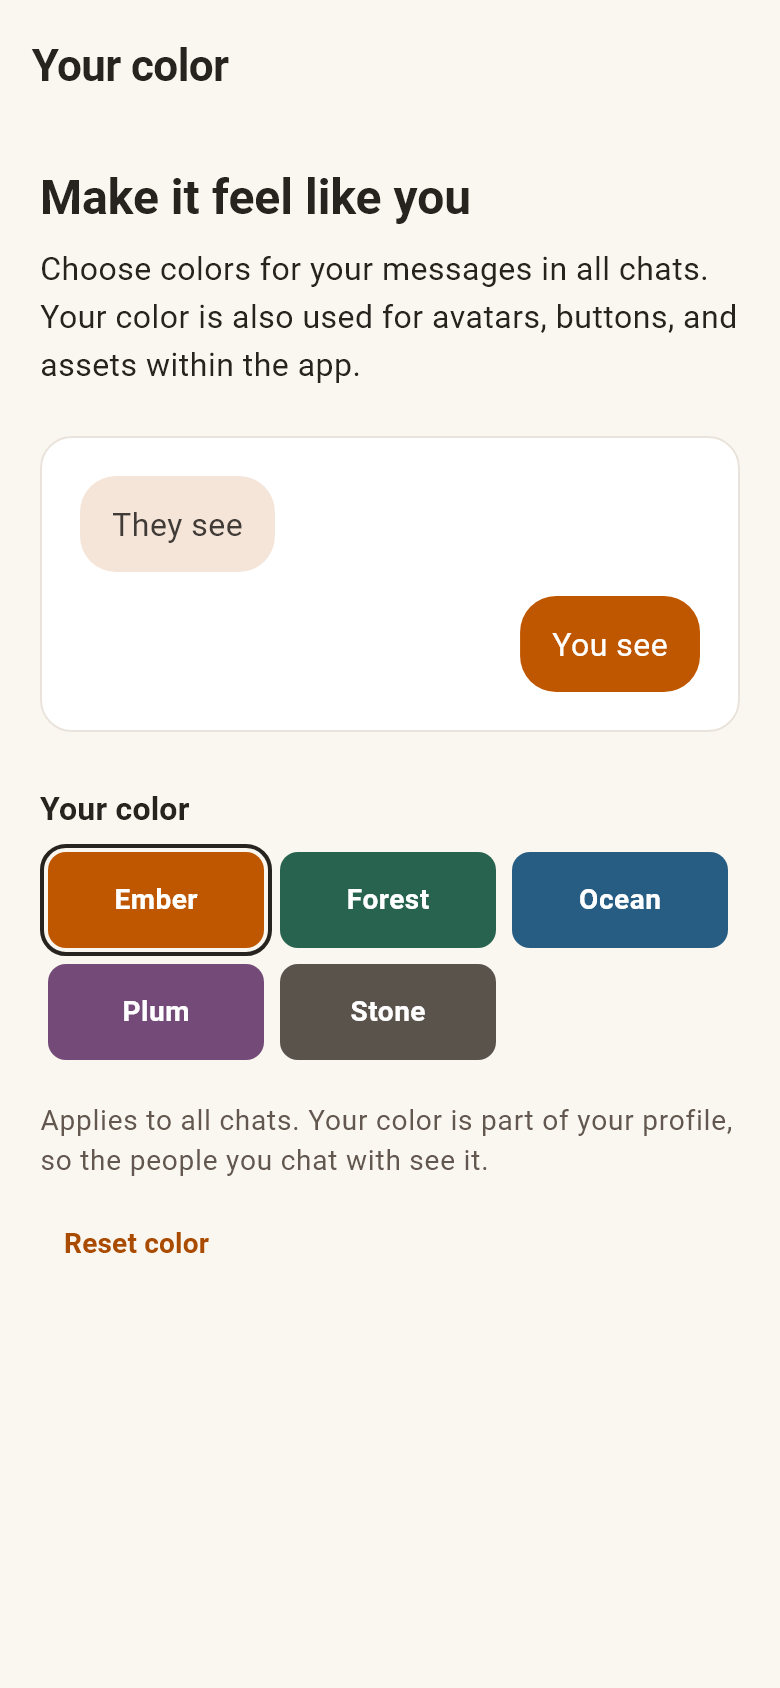 Your color
Make it feel like you
Choose colors for your messages in all chats.
Your color is also used for avatars, buttons, and
assets within the app.
They see
You see
Your color
Ember
Forest
Ocean
Plum
Stone
Applies to all chats. Your color is part of your profile,
so the people you chat with see it.
Reset color